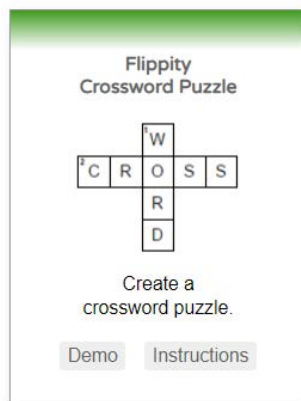 Flippity
Crossword Puzzle
1W
2C R O S S
R
D
Create a
crossword puzzle.
Demo Instructions